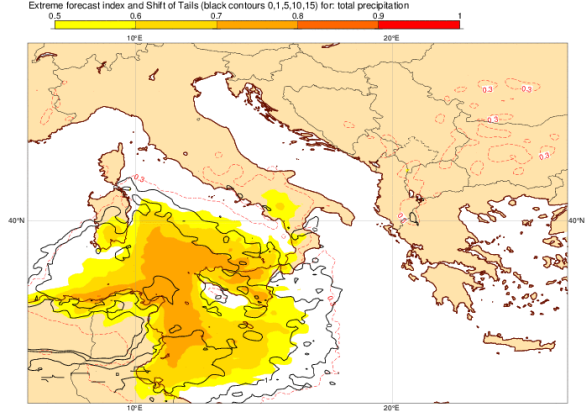 Extreme forecast index and Shift of Tails (black contours 0,1,5,10,15) for: total precipitation
0.5 0.6 0.7 0.8 0.9 1
10°E 20°E
0.3 0.3
0.3
0.3
0.3
40°N 40°N
10°E 20°E